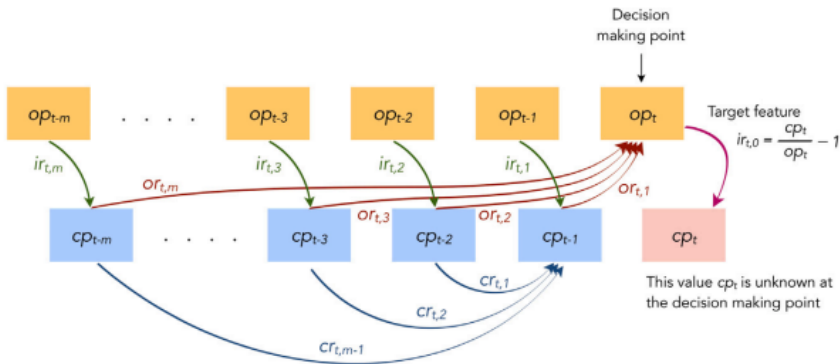 Decision
making point
op_{t-m}
. . . .
op_{t-3}
op_{t-2}
op_{t-1}
op_t
Target feature
ir_{t,0} = \frac{cp_t}{op_t} - 1
ir_{t,m}
ir_{t,3}
ir_{t,2}
ir_{t,1}
or_{t,m}
or_{t,3}
or_{t,2}
or_{t,1}
cp_{t-m}
. . . .
cp_{t-3}
cp_{t-2}
cp_{t-1}
cp_t
cr_{t,1}
cr_{t,2}
cr_{t,m-1}
This value cp_t is unknown at
the decision making point